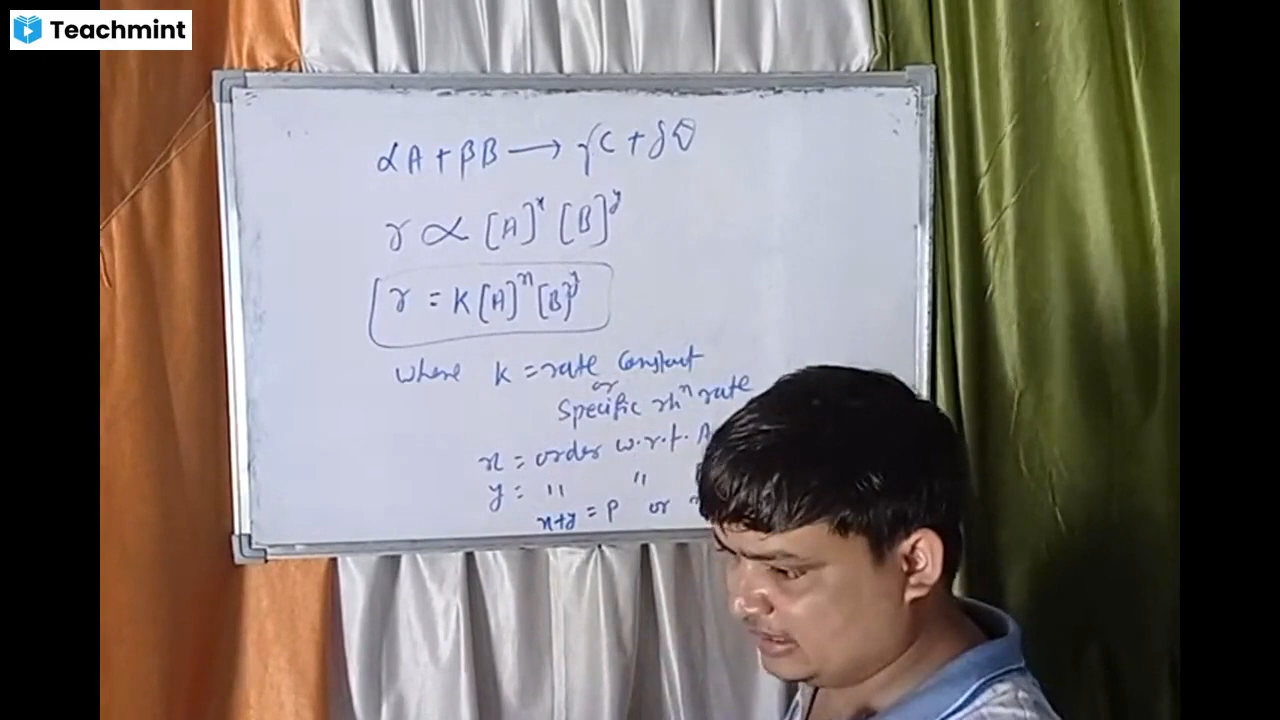 Teachmint
αA + βB → γC + δD
r ∝ [A]ˣ [B]ʸ
r = K[A]ˣ[B]ʸ
where K = rate constant
or
Specific rxⁿ rate
x = order w.r.t. A
y = " "
x+y = P or